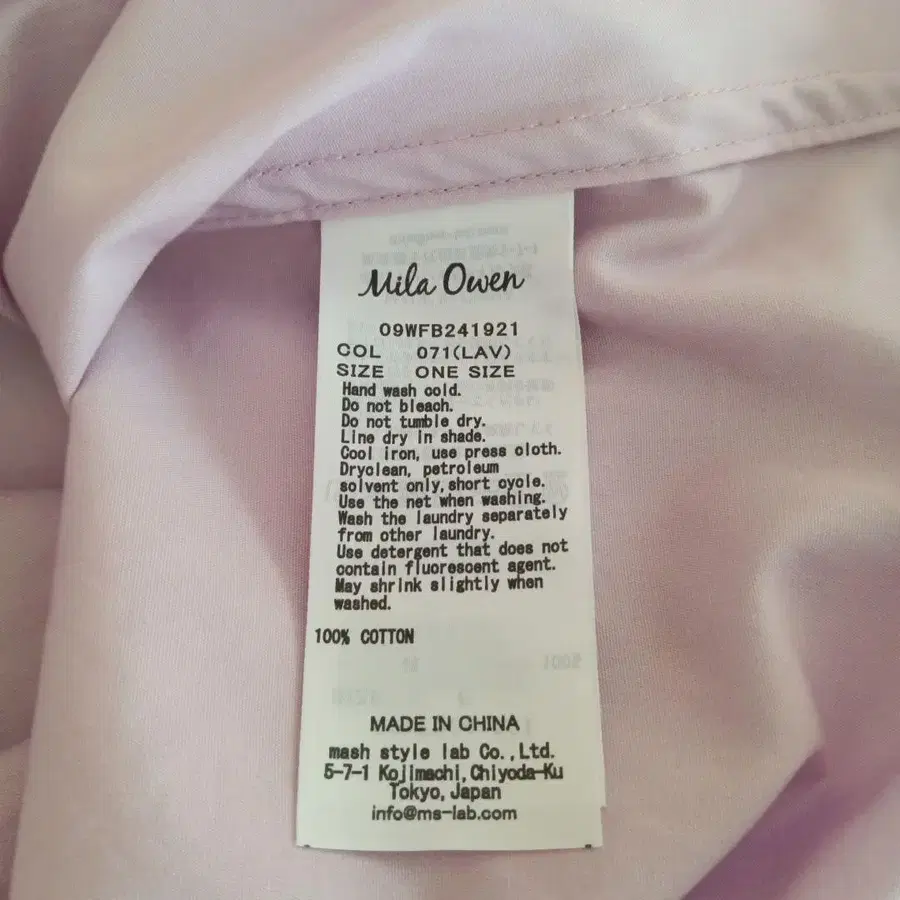 Mila Owen
09WFB241921
COL 071(LAV)
SIZE ONE SIZE
Hand wash cold.
Do not bleach.
Do not tumble dry.
Line dry in shade.
Cool iron, use press cloth.
Dryclean, petroleum
solvent only, short cycle.
Use the net when washing.
Wash the laundry separately
from other laundry.
Use detergent that does not
contain fluorescent agent.
May shrink slightly when
washed.
100% COTTON
MADE IN CHINA
mash style lab Co.,Ltd.
5-7-1 Kojimachi,Chiyoda-Ku
Tokyo,Japan
info@ms-lab.com